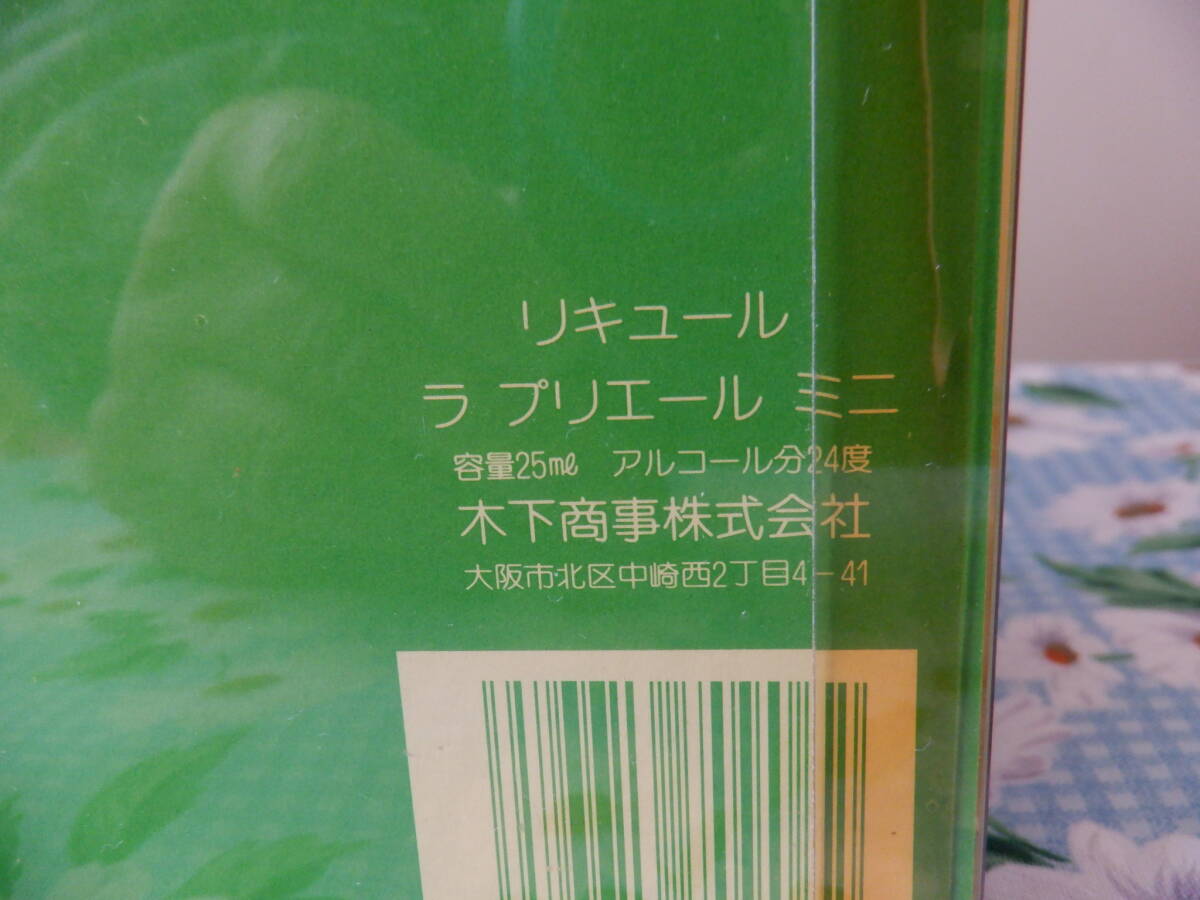 リキュール
ラ プリエール ミニ
容量25mℓ アルコール分24度
木下商事株式会社
大阪市北区中崎西2丁目4-41